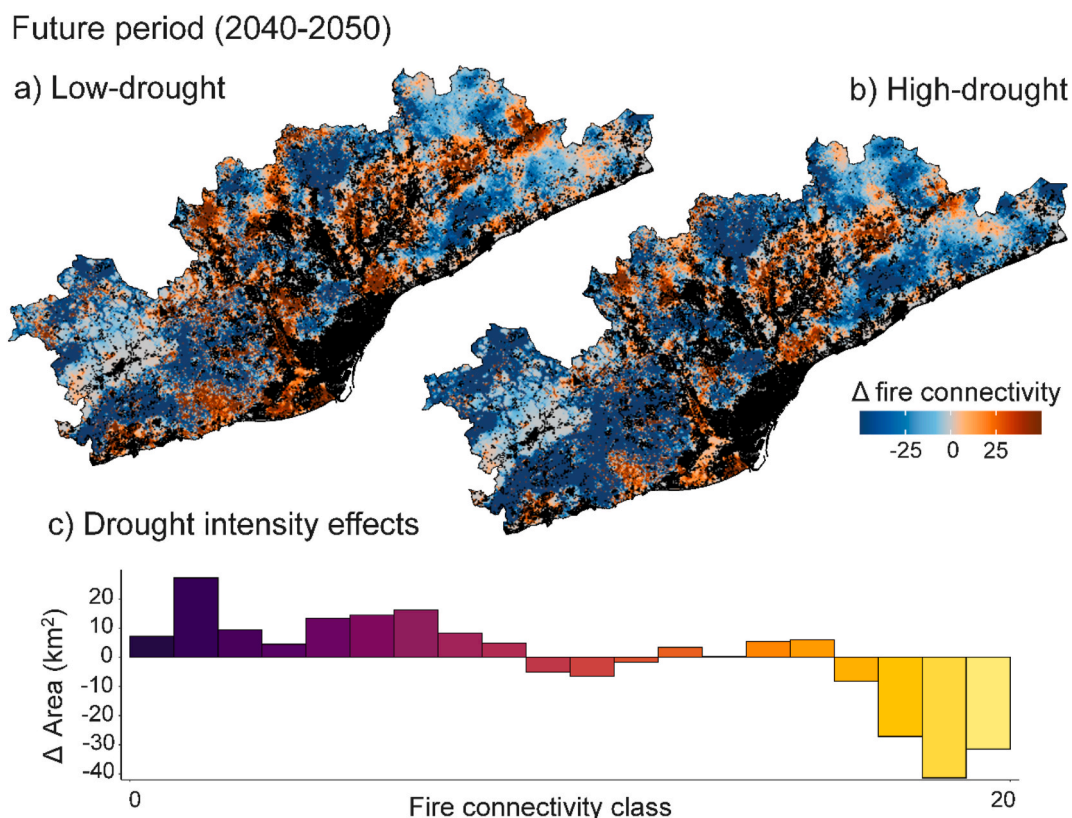 Future period (2040-2050)
a) Low-drought
b) High-drought
Δ fire connectivity
-25 0 25
c) Drought intensity effects
Δ Area (km²)
20
10
0
-10
-20
-30
-40
0 20
Fire connectivity class